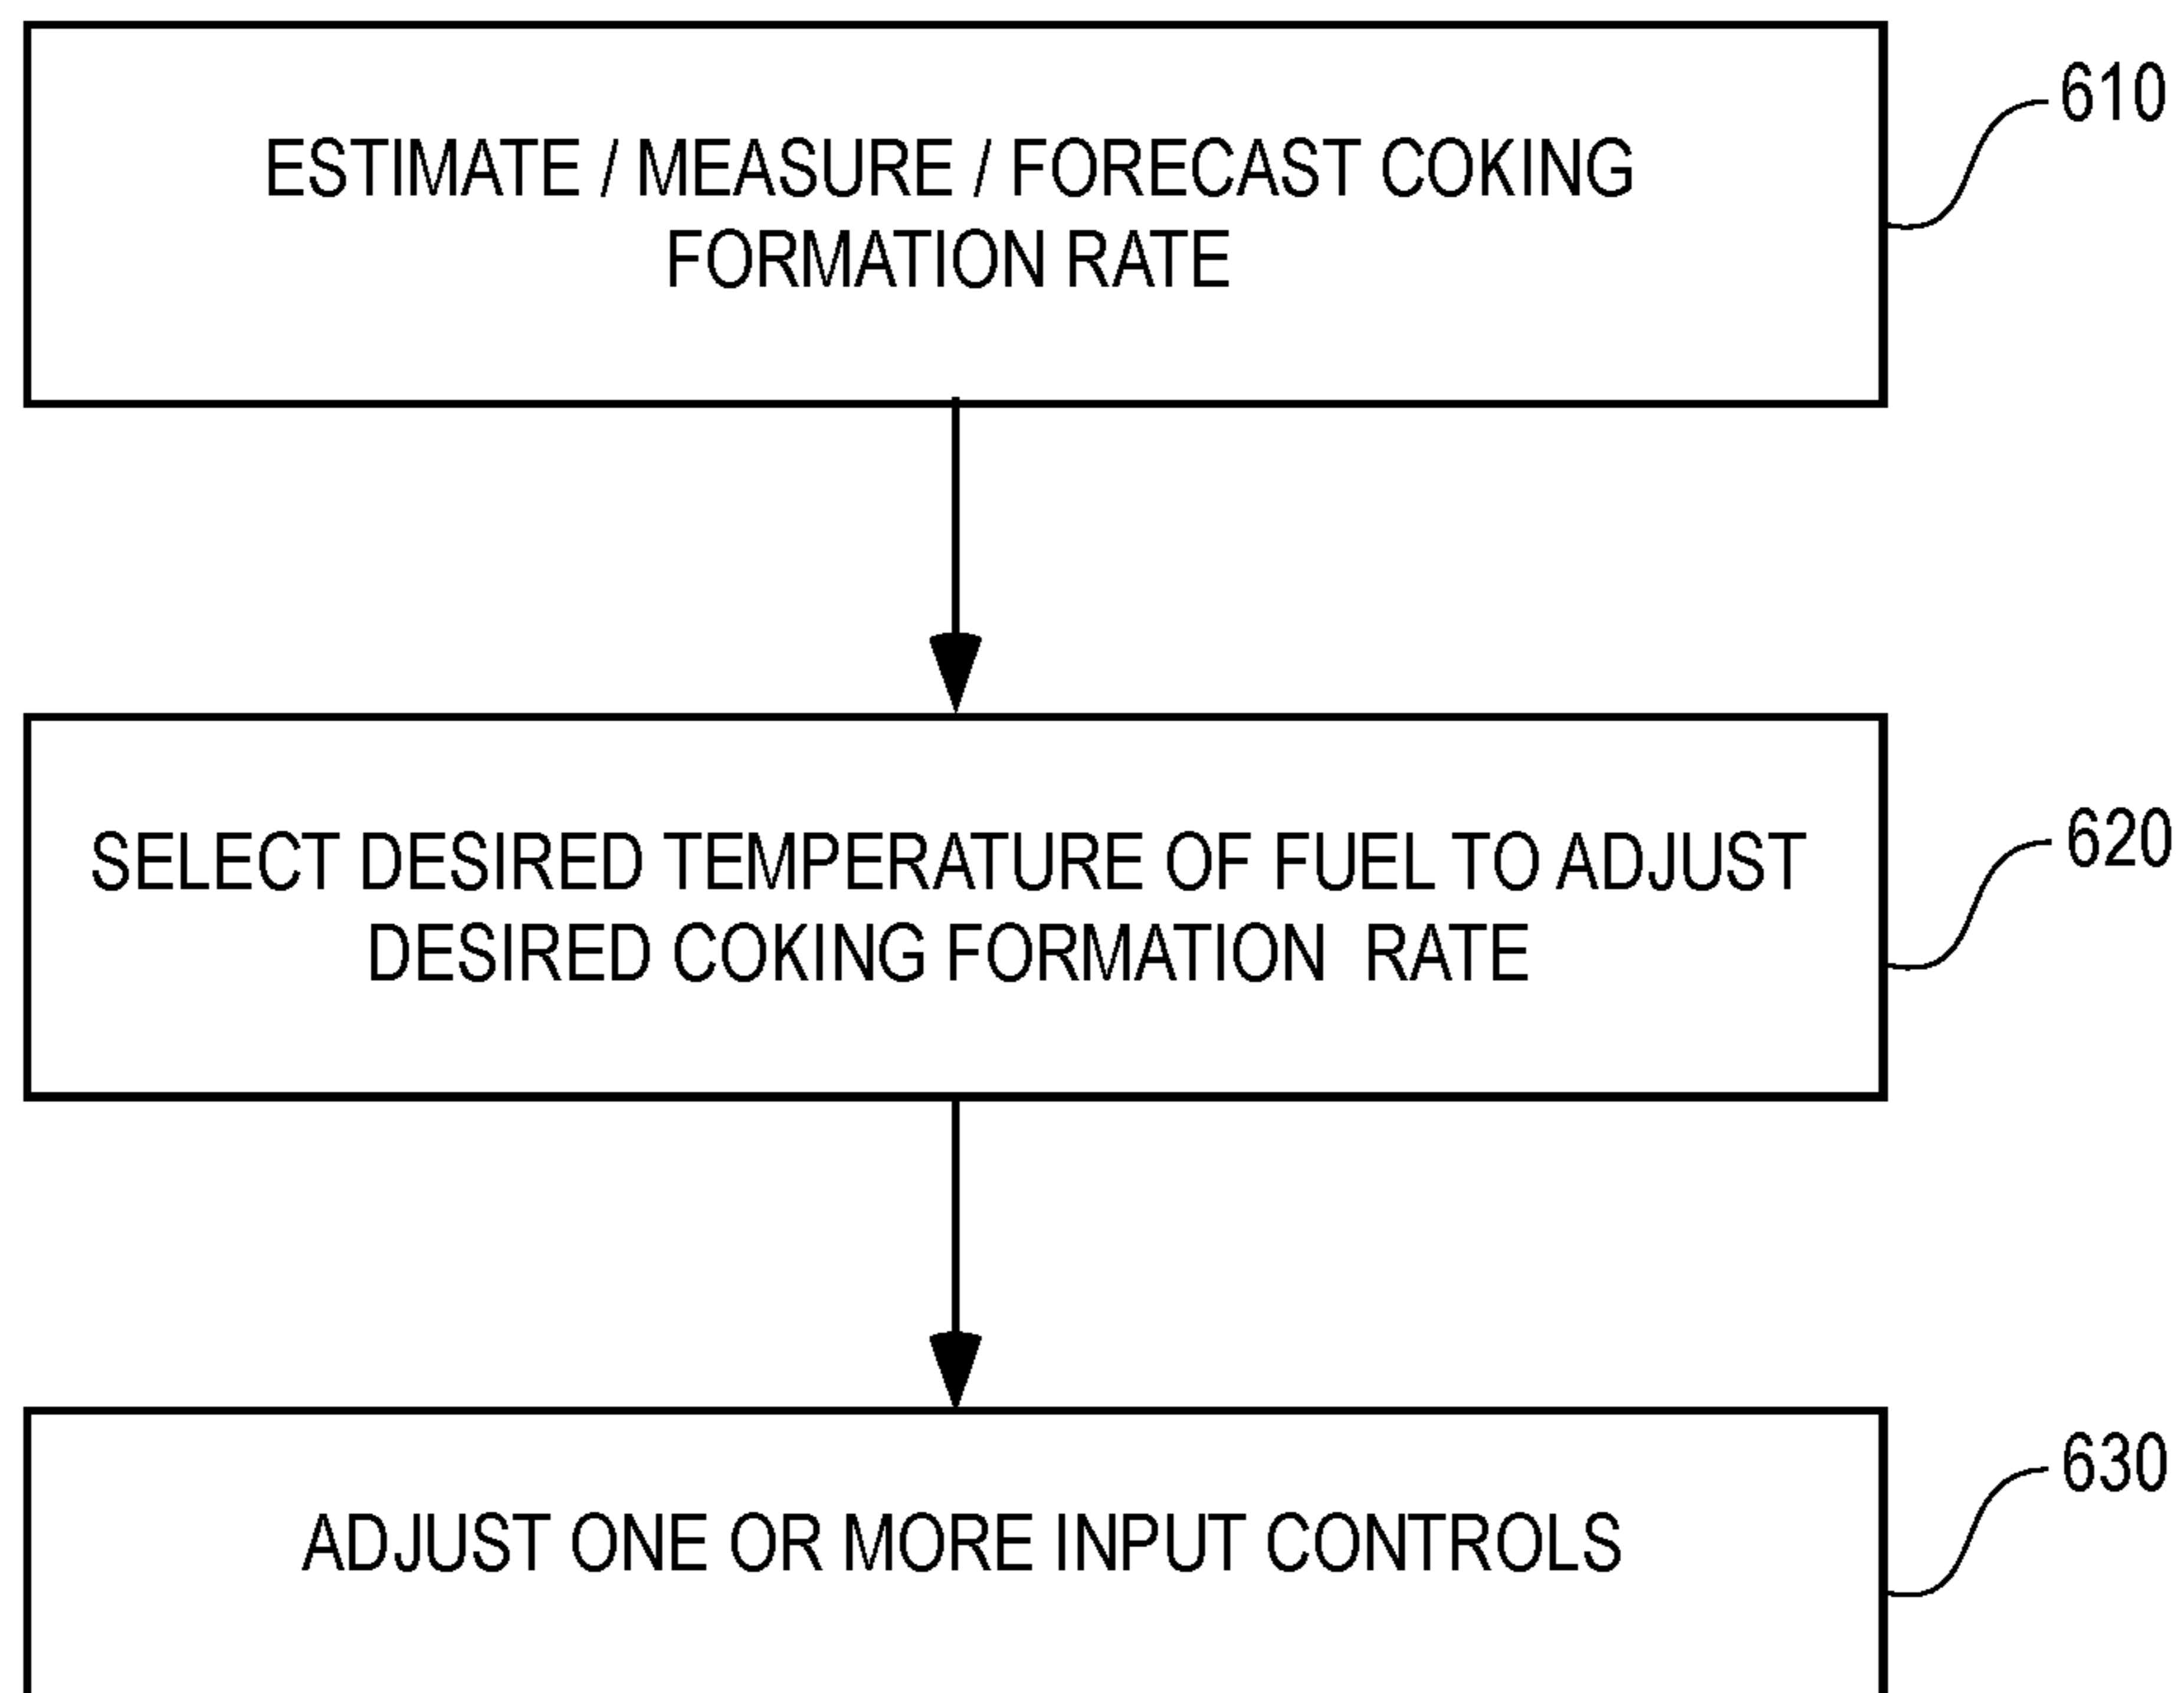 ESTIMATE / MEASURE / FORECAST COKING
FORMATION RATE
610
SELECT DESIRED TEMPERATURE OF FUEL TO ADJUST
DESIRED COKING FORMATION RATE
620
ADJUST ONE OR MORE INPUT CONTROLS
630